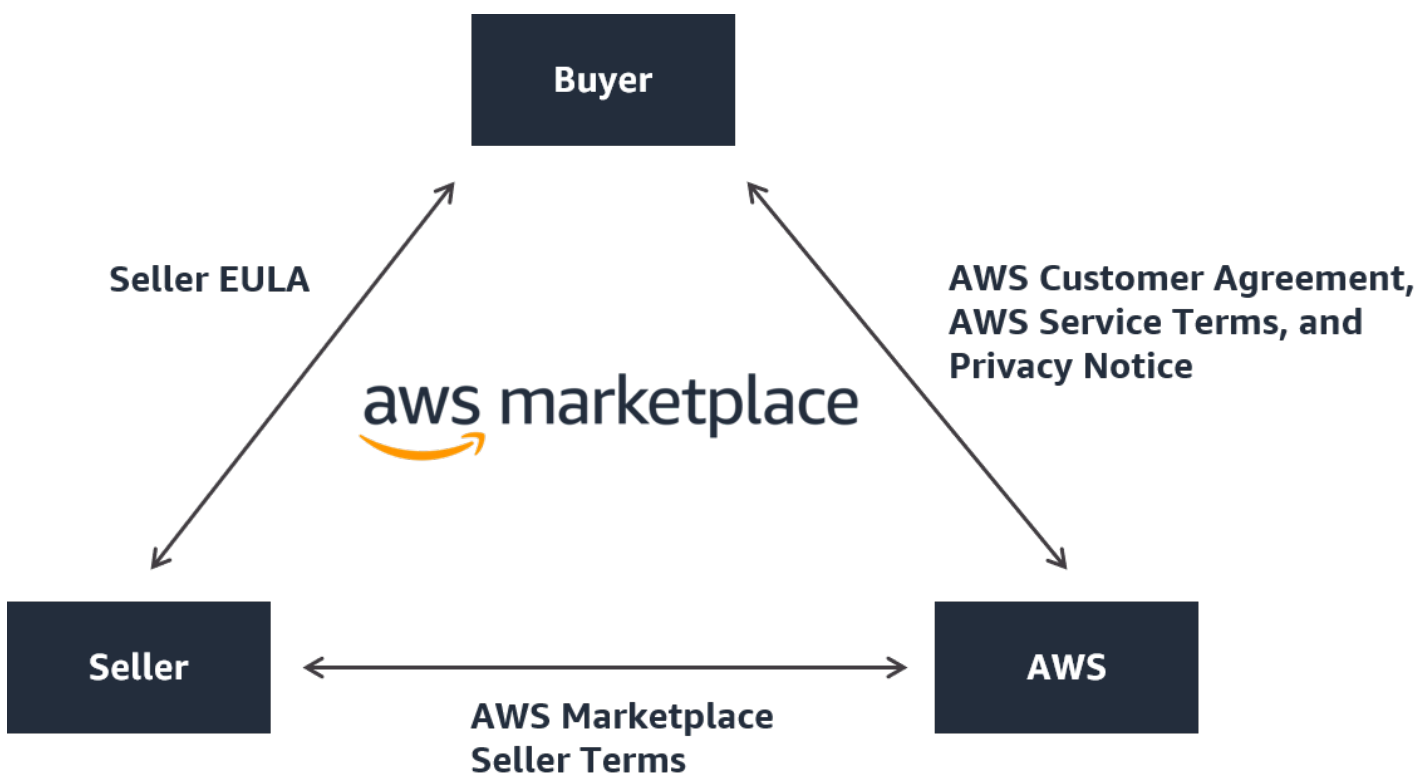 Buyer
Seller EULA
AWS Customer Agreement,
AWS Service Terms, and
Privacy Notice
aws marketplace
Seller
AWS
AWS Marketplace
Seller Terms